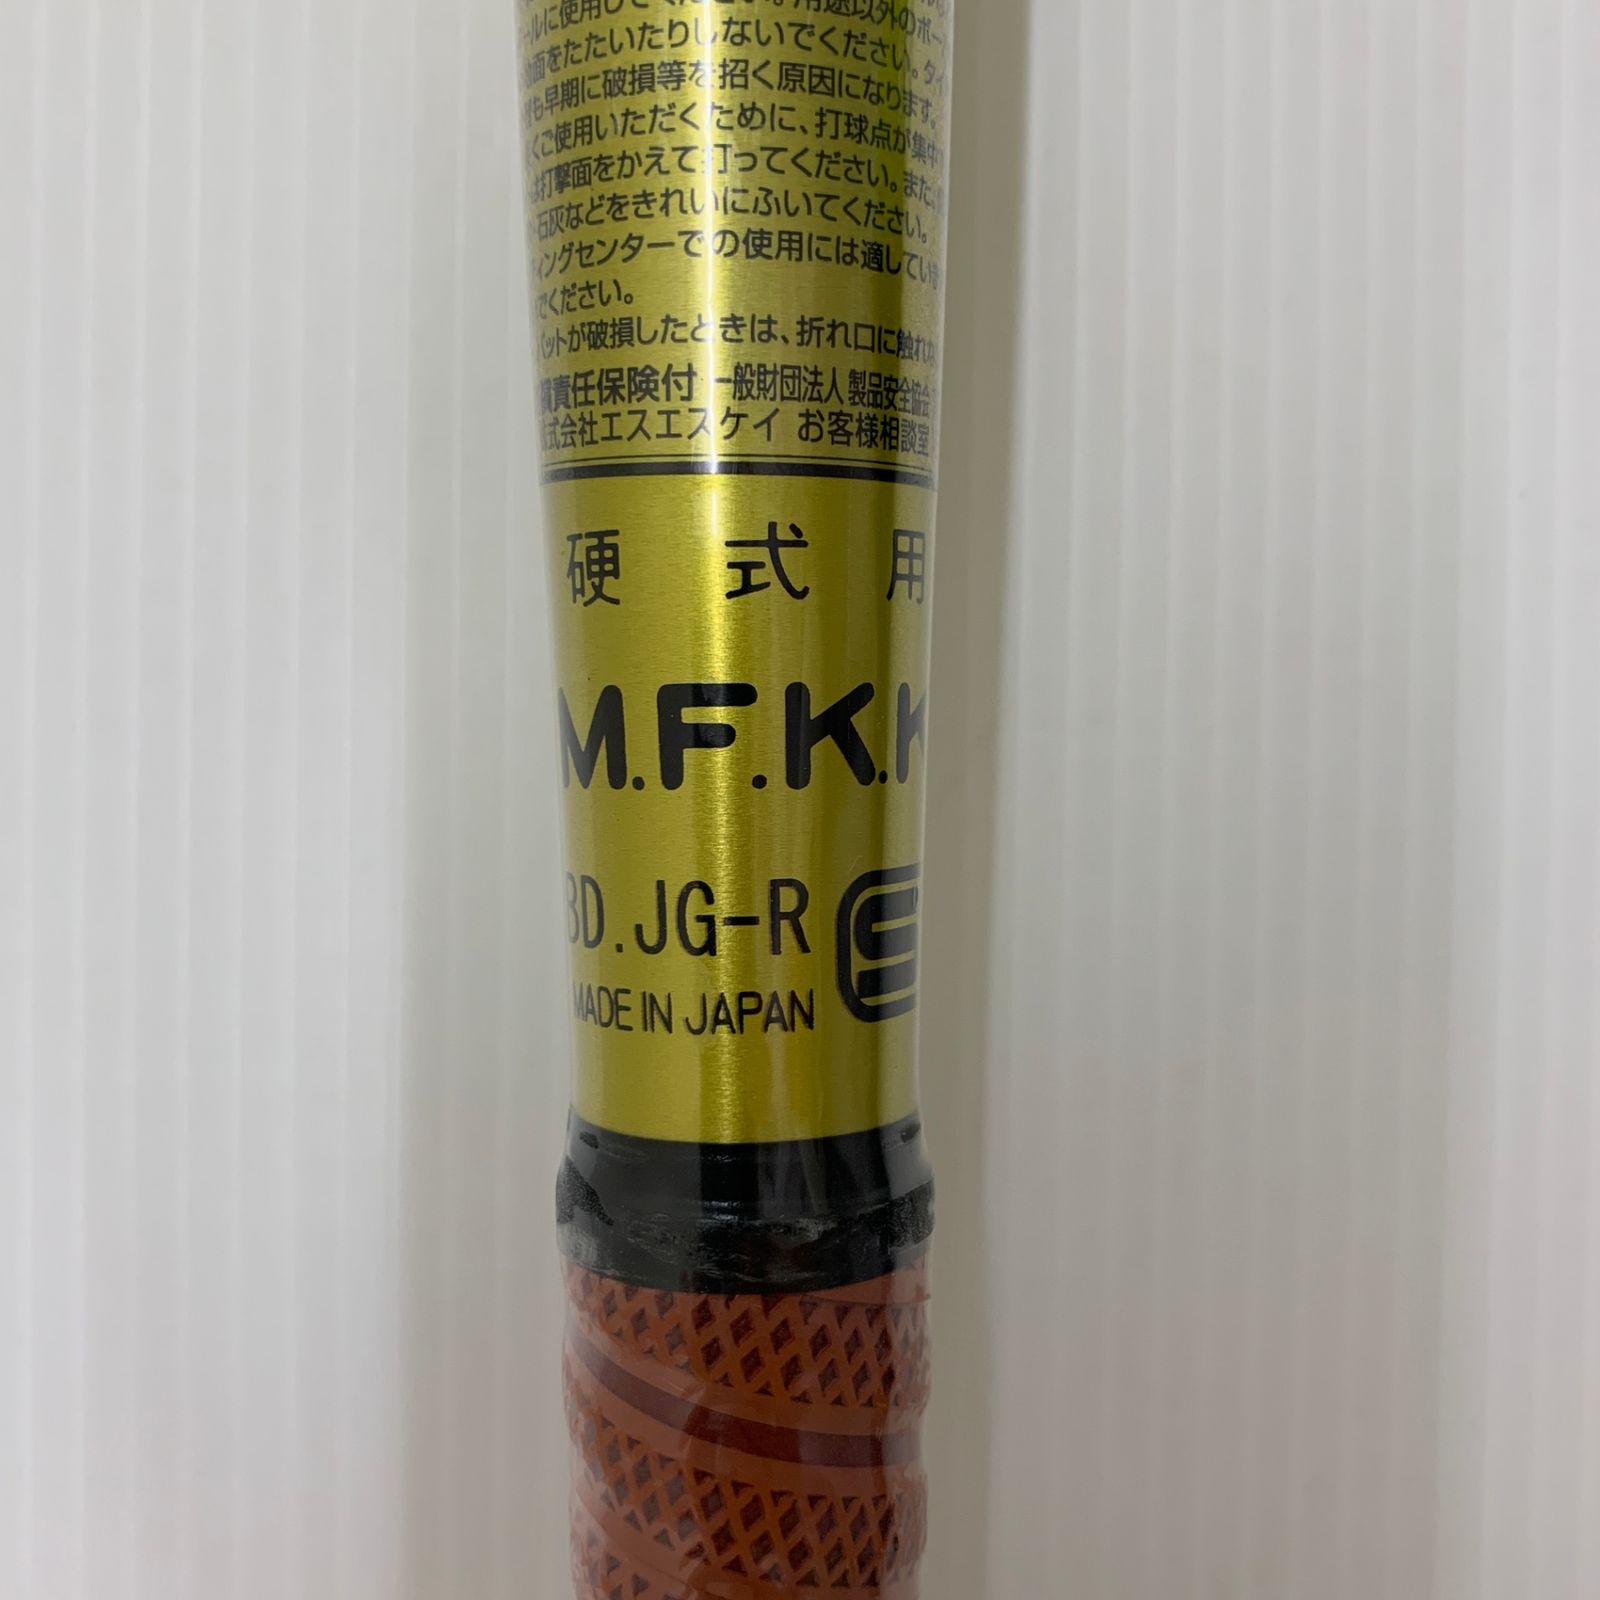 ールに使用してください。用途以外のボー
面をたたいたりしないでください。タイ
も早期に破損等を招く原因になります。
くご使用いただくために、打球点が集中
打撃面をかえて打ってください。また、
石灰などをきれいにふいてください。
ィングセンターでの使用には適していま
でください。
バットが破損したときは、折れ口に触れな
償責任保険付 一般財団法人 製品安全協会
株式会社エスエスケイ お客様相談室
硬式用
M.F.K.K
BD.JG-R S
MADE IN JAPAN